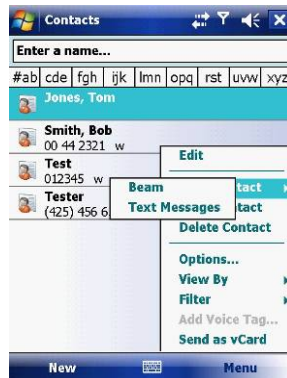 Contacts
Enter a name...
#ab cde fgh ijk lmn opq rst uvw xyz
Jones, Tom
Smith, Bob
00 44 2321 w
Test
012345 w
Tester
(425) 456 6
Edit
tact
Beam
Text Messages
tact
Delete Contact
Options...
View By
Filter
Add Voice Tag...
Send as vCard
New
Menu